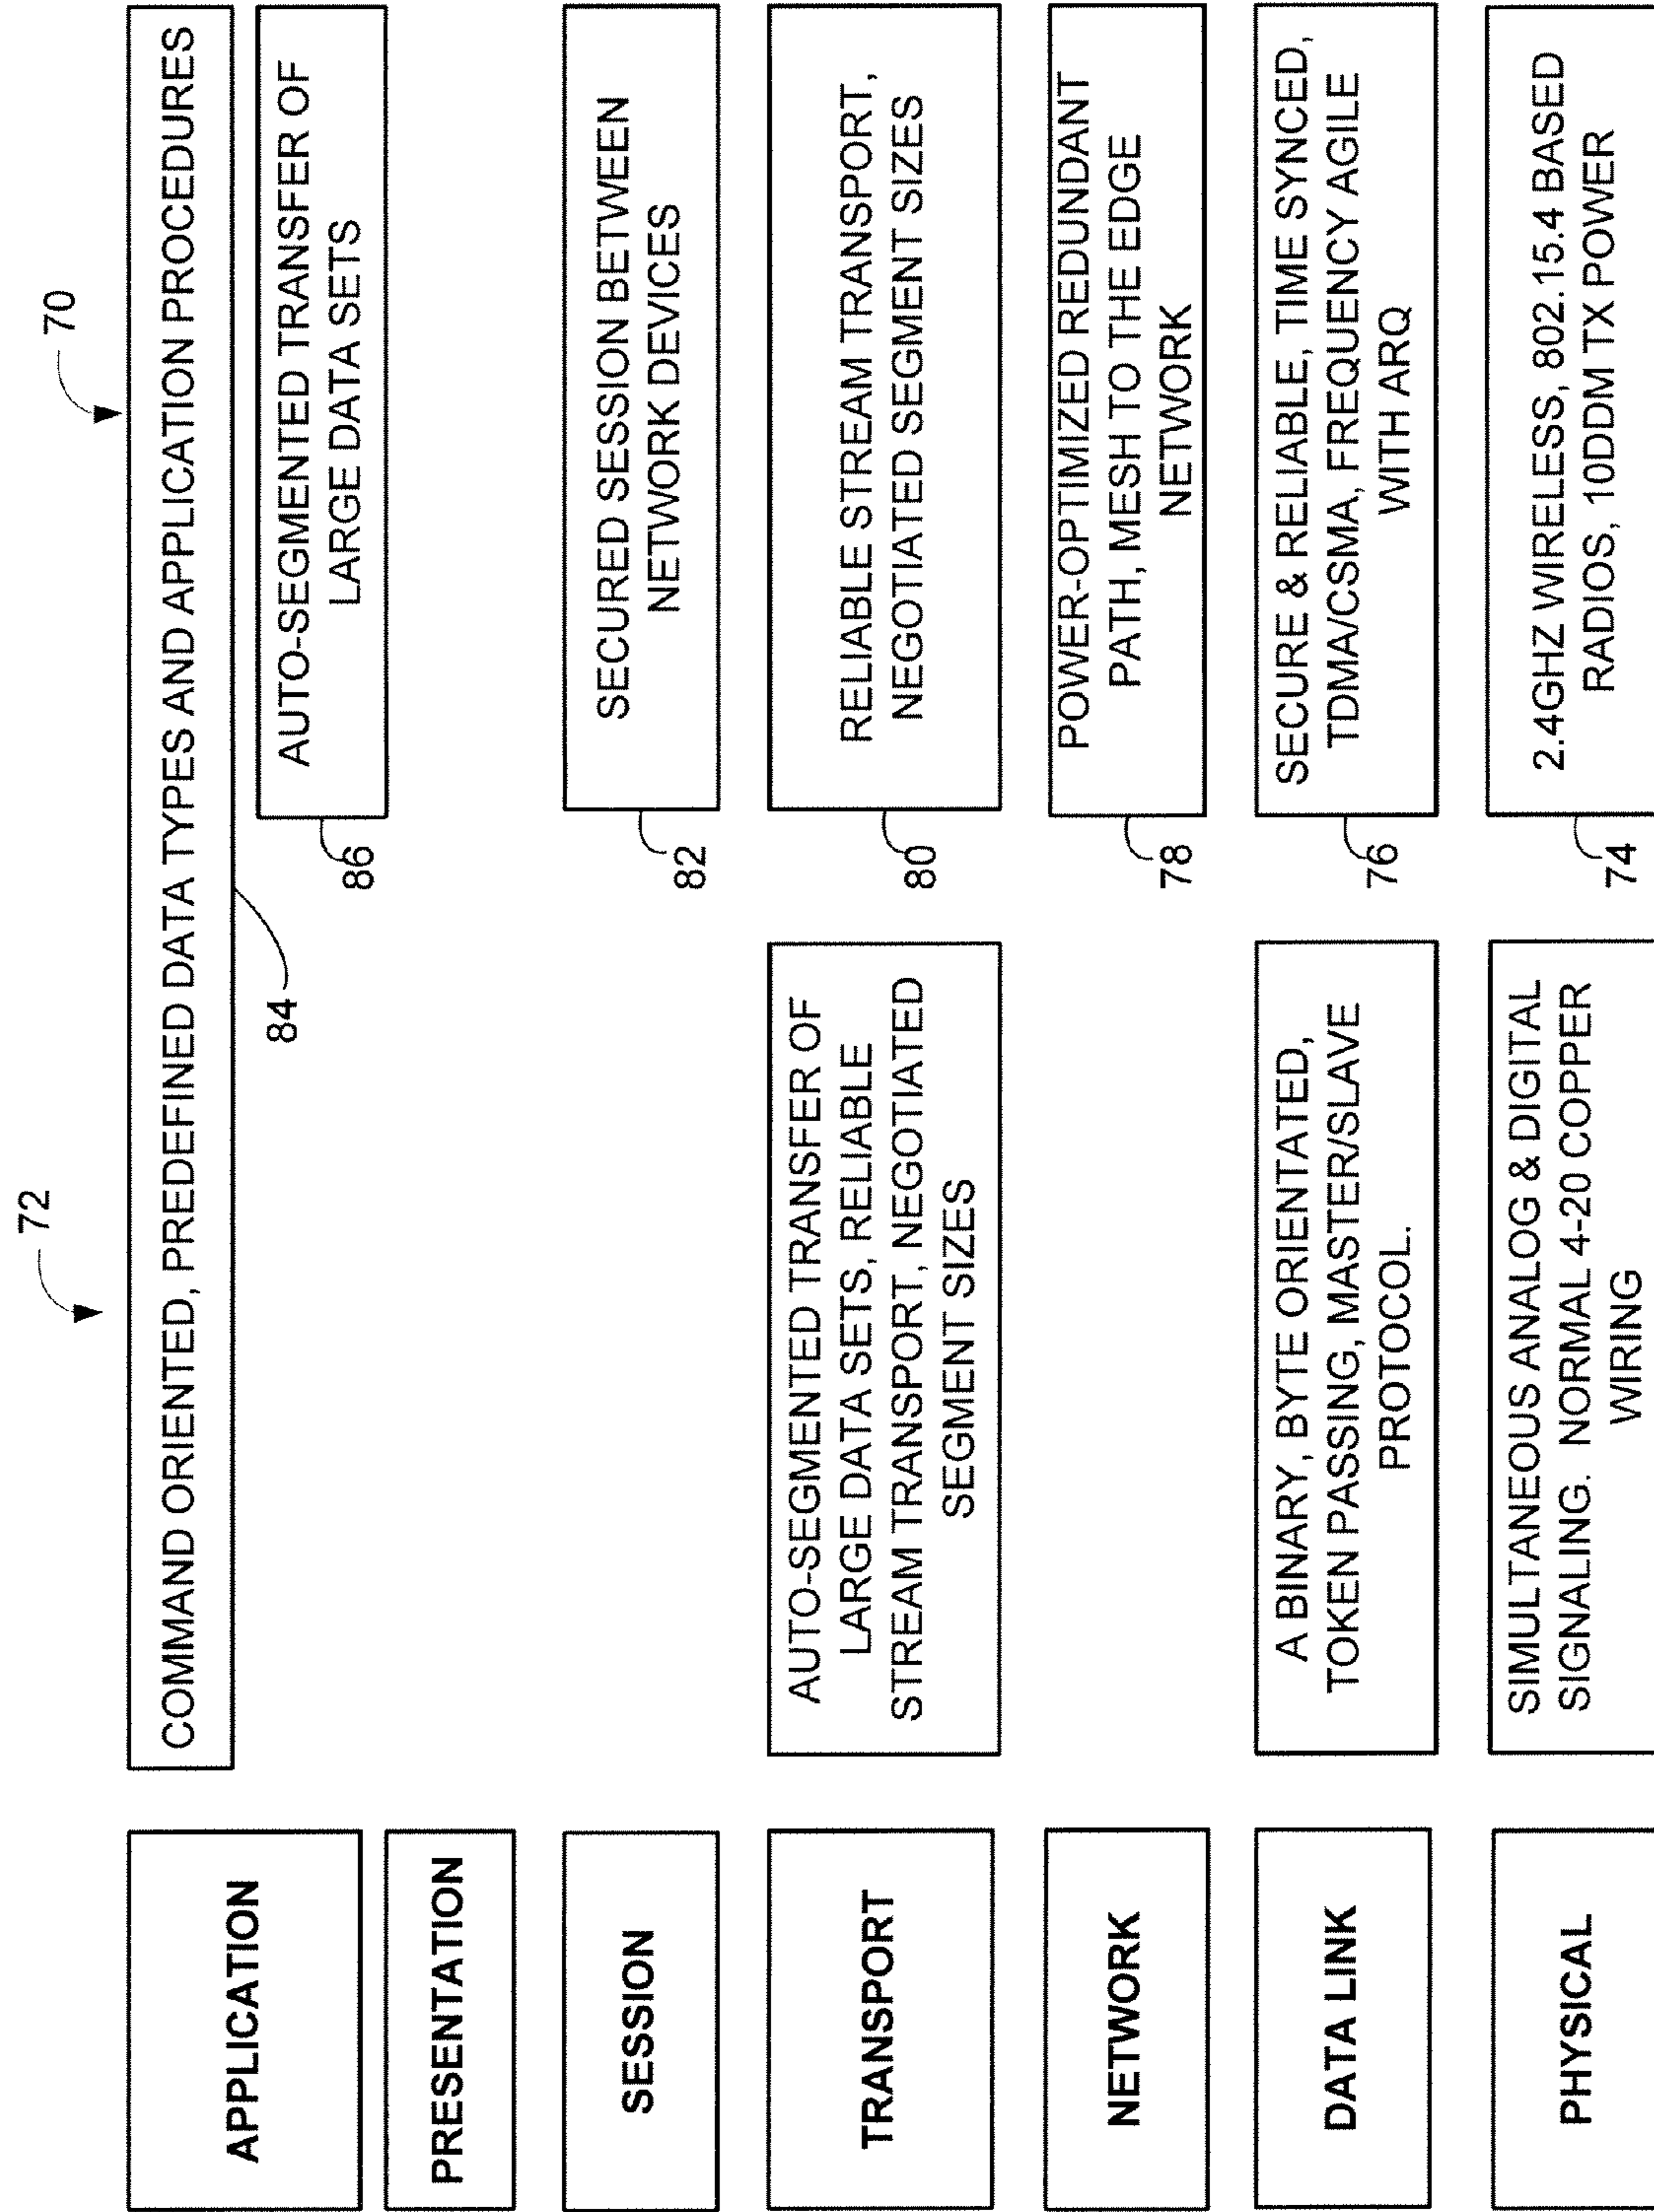 72
70
APPLICATION
COMMAND ORIENTED, PREDEFINED DATA TYPES AND APPLICATION PROCEDURES
84
AUTO-SEGMENTED TRANSFER OF
LARGE DATA SETS
86
PRESENTATION
SESSION
SECURED SESSION BETWEEN
NETWORK DEVICES
82
TRANSPORT
AUTO-SEGMENTED TRANSFER OF
LARGE DATA SETS, RELIABLE
STREAM TRANSPORT, NEGOTIATED
SEGMENT SIZES
RELIABLE STREAM TRANSPORT,
NEGOTIATED SEGMENT SIZES
80
NETWORK
POWER-OPTIMIZED REDUNDANT
PATH, MESH TO THE EDGE
NETWORK
78
DATA LINK
A BINARY, BYTE ORIENTATED,
TOKEN PASSING, MASTER/SLAVE
PROTOCOL.
SECURE & RELIABLE, TIME SYNCED,
TDMA/CSMA, FREQUENCY AGILE
WITH ARQ
76
PHYSICAL
SIMULTANEOUS ANALOG & DIGITAL
SIGNALING. NORMAL 4-20 COPPER
WIRING
2.4GHZ WIRELESS, 802.15.4 BASED
RADIOS, 10DDM TX POWER
74